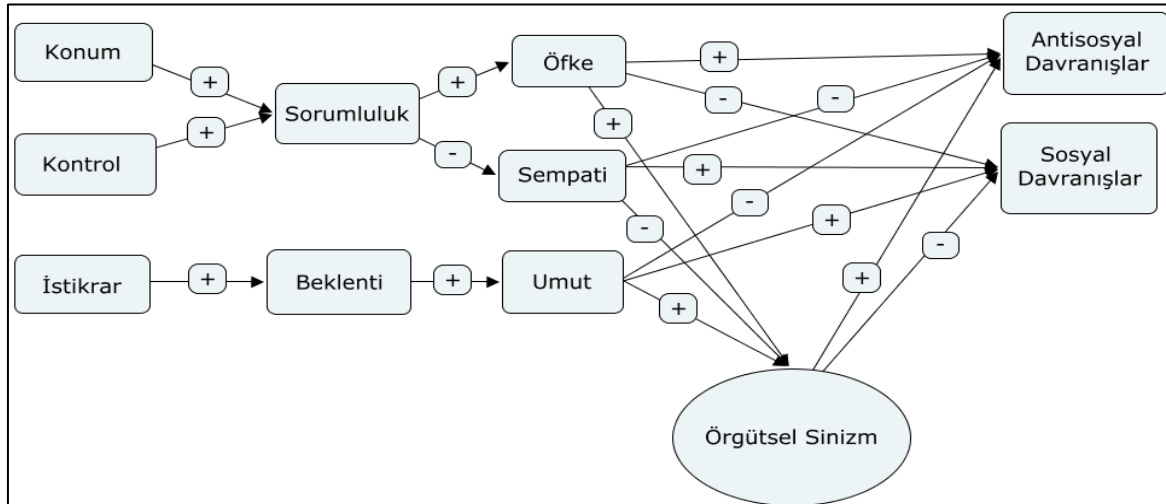 Konum
Kontrol
İstikrar
+
+
+
Sorumluluk
Beklenti
+
-
+
Öfke
Sempati
Umut
+
-
+
-
+
-
-
+
+
+
-
Antisosyal
Davranışlar
Sosyal
Davranışlar
Örgütsel Sinizm